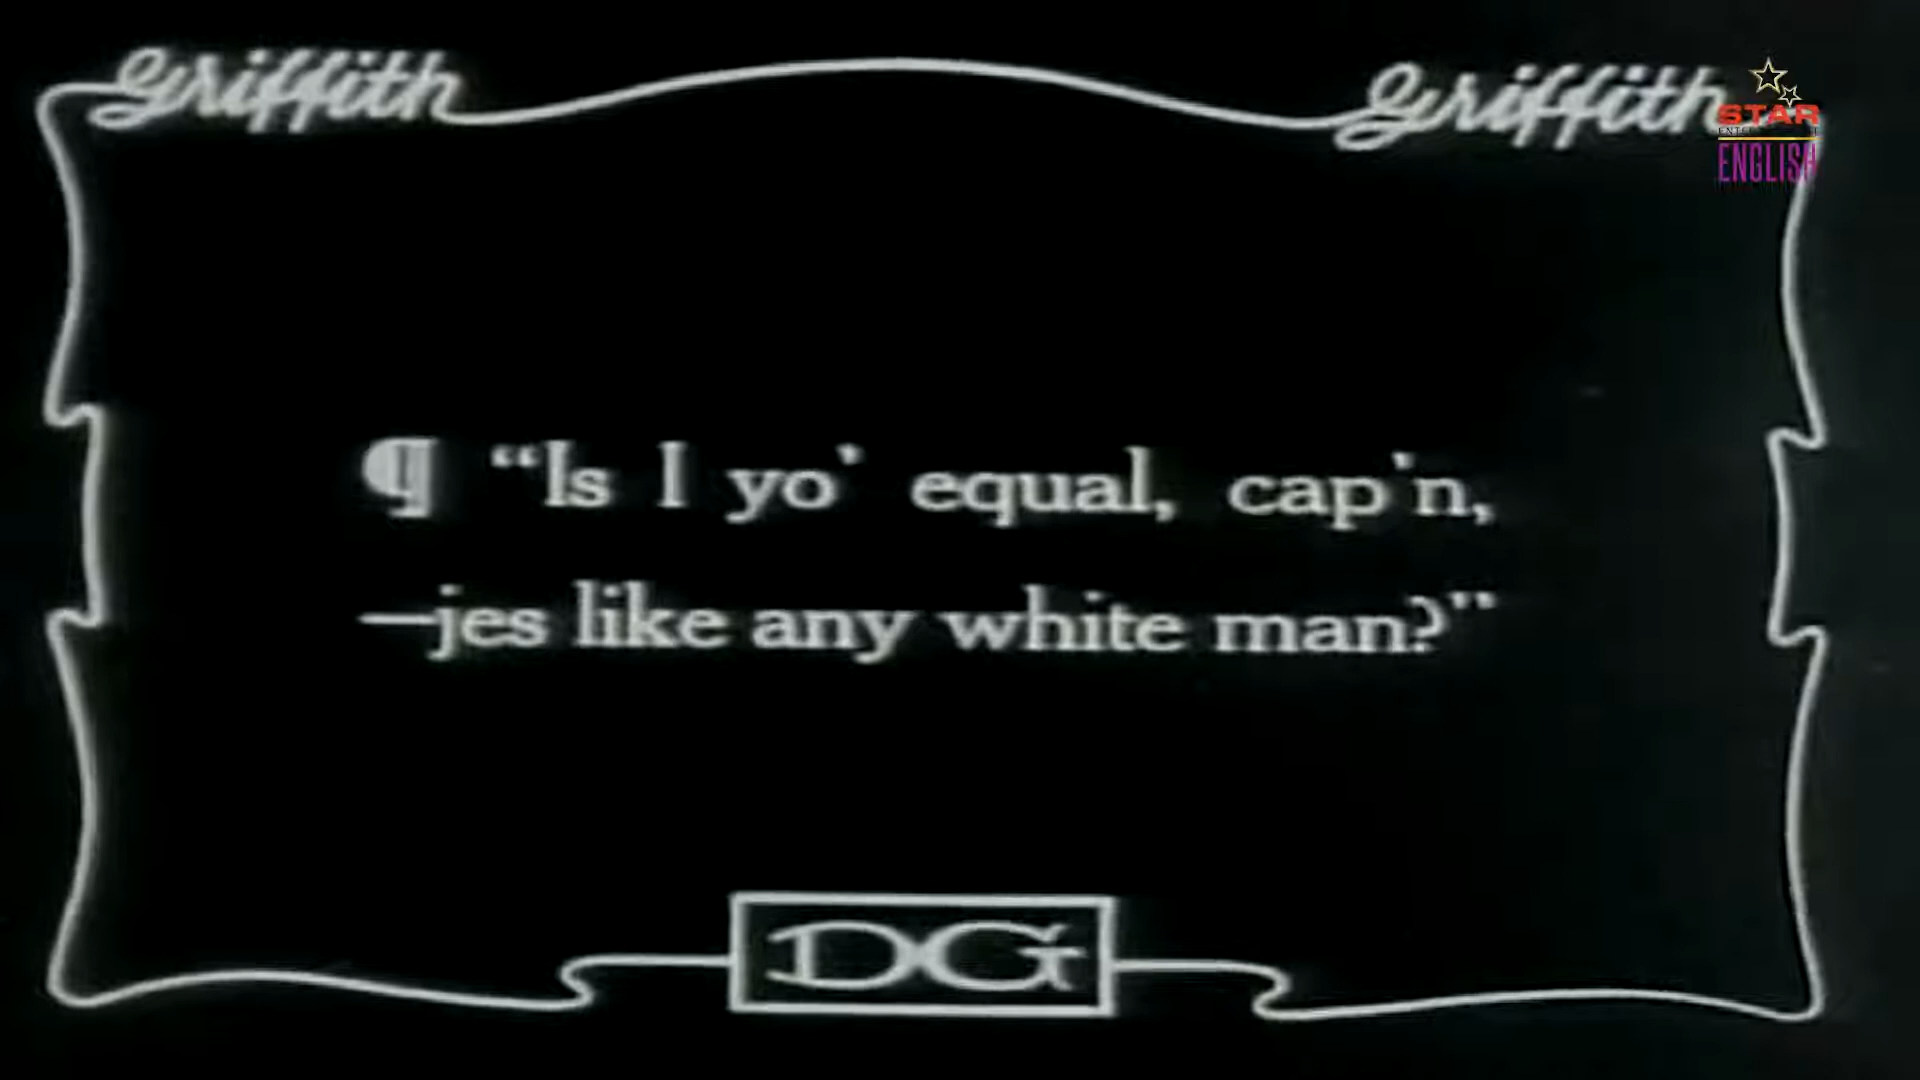 Griffith Griffith
STAR
ENGLISH
¶ “Is I yo’ equal, cap’n,
—jes like any white man?”
DG